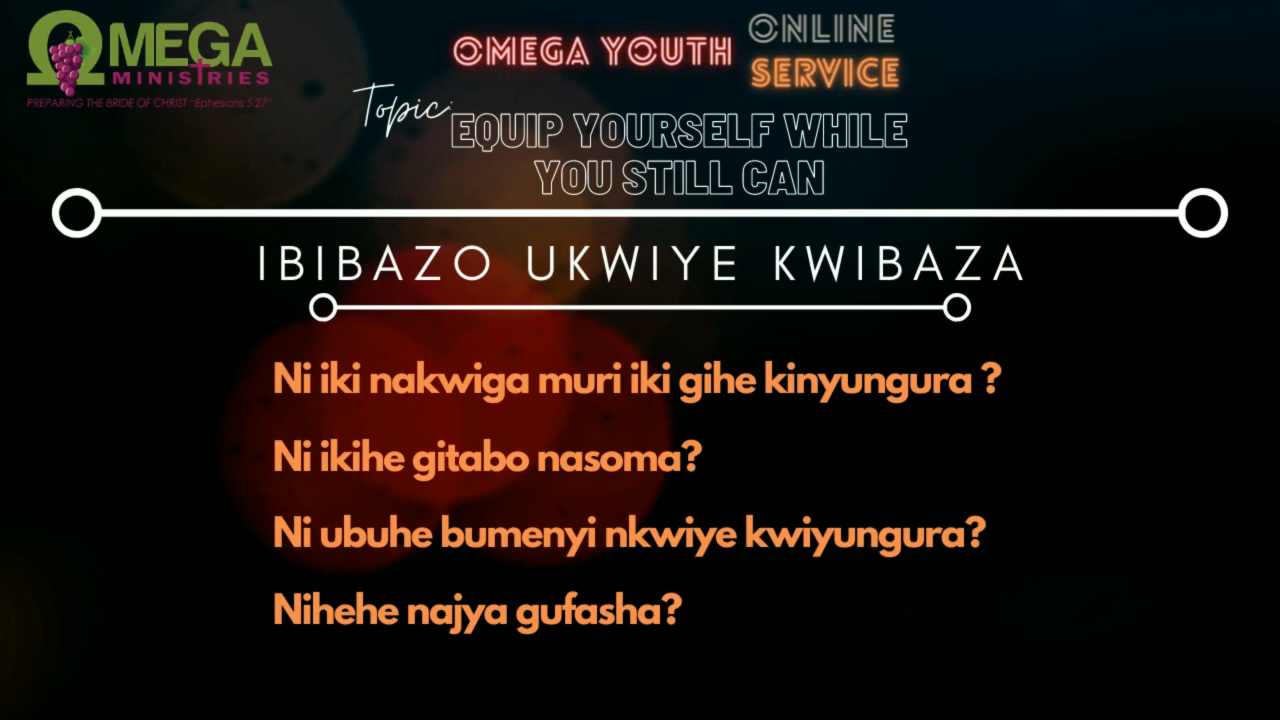 ΩMEGA
MINISTRIES
PREPARING THE BRIDE OF CHRIST "Ephesians 5:27"
OMEGA YOUTH
ONLINE
SERVICE
Topic:
EQUIP YOURSELF WHILE
YOU STILL CAN
IBIBAZO UKWIYE KWIBAZA
Ni iki nakwiga muri iki gihe kinyungura ?
Ni ikihe gitabo nasoma?
Ni ubuhe bumenyi nkwiye kwiyungura?
Nihehe najya gufasha?